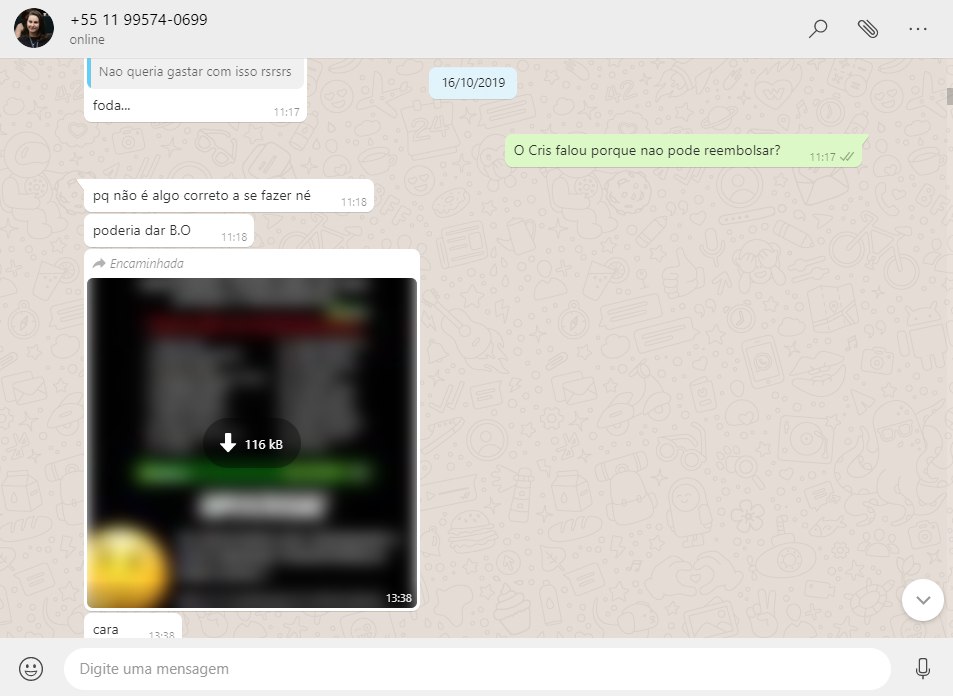 +55 11 99574-0699
online
Nao queria gastar com isso rsrsrs
foda...
11:17
16/10/2019
O Cris falou porque nao pode reembolsar?
11:17
pq não é algo correto a se fazer né
11:18
poderia dar B.O
11:18
Encaminhada
116 kB
13:38
cara
13:38
Digite uma mensagem